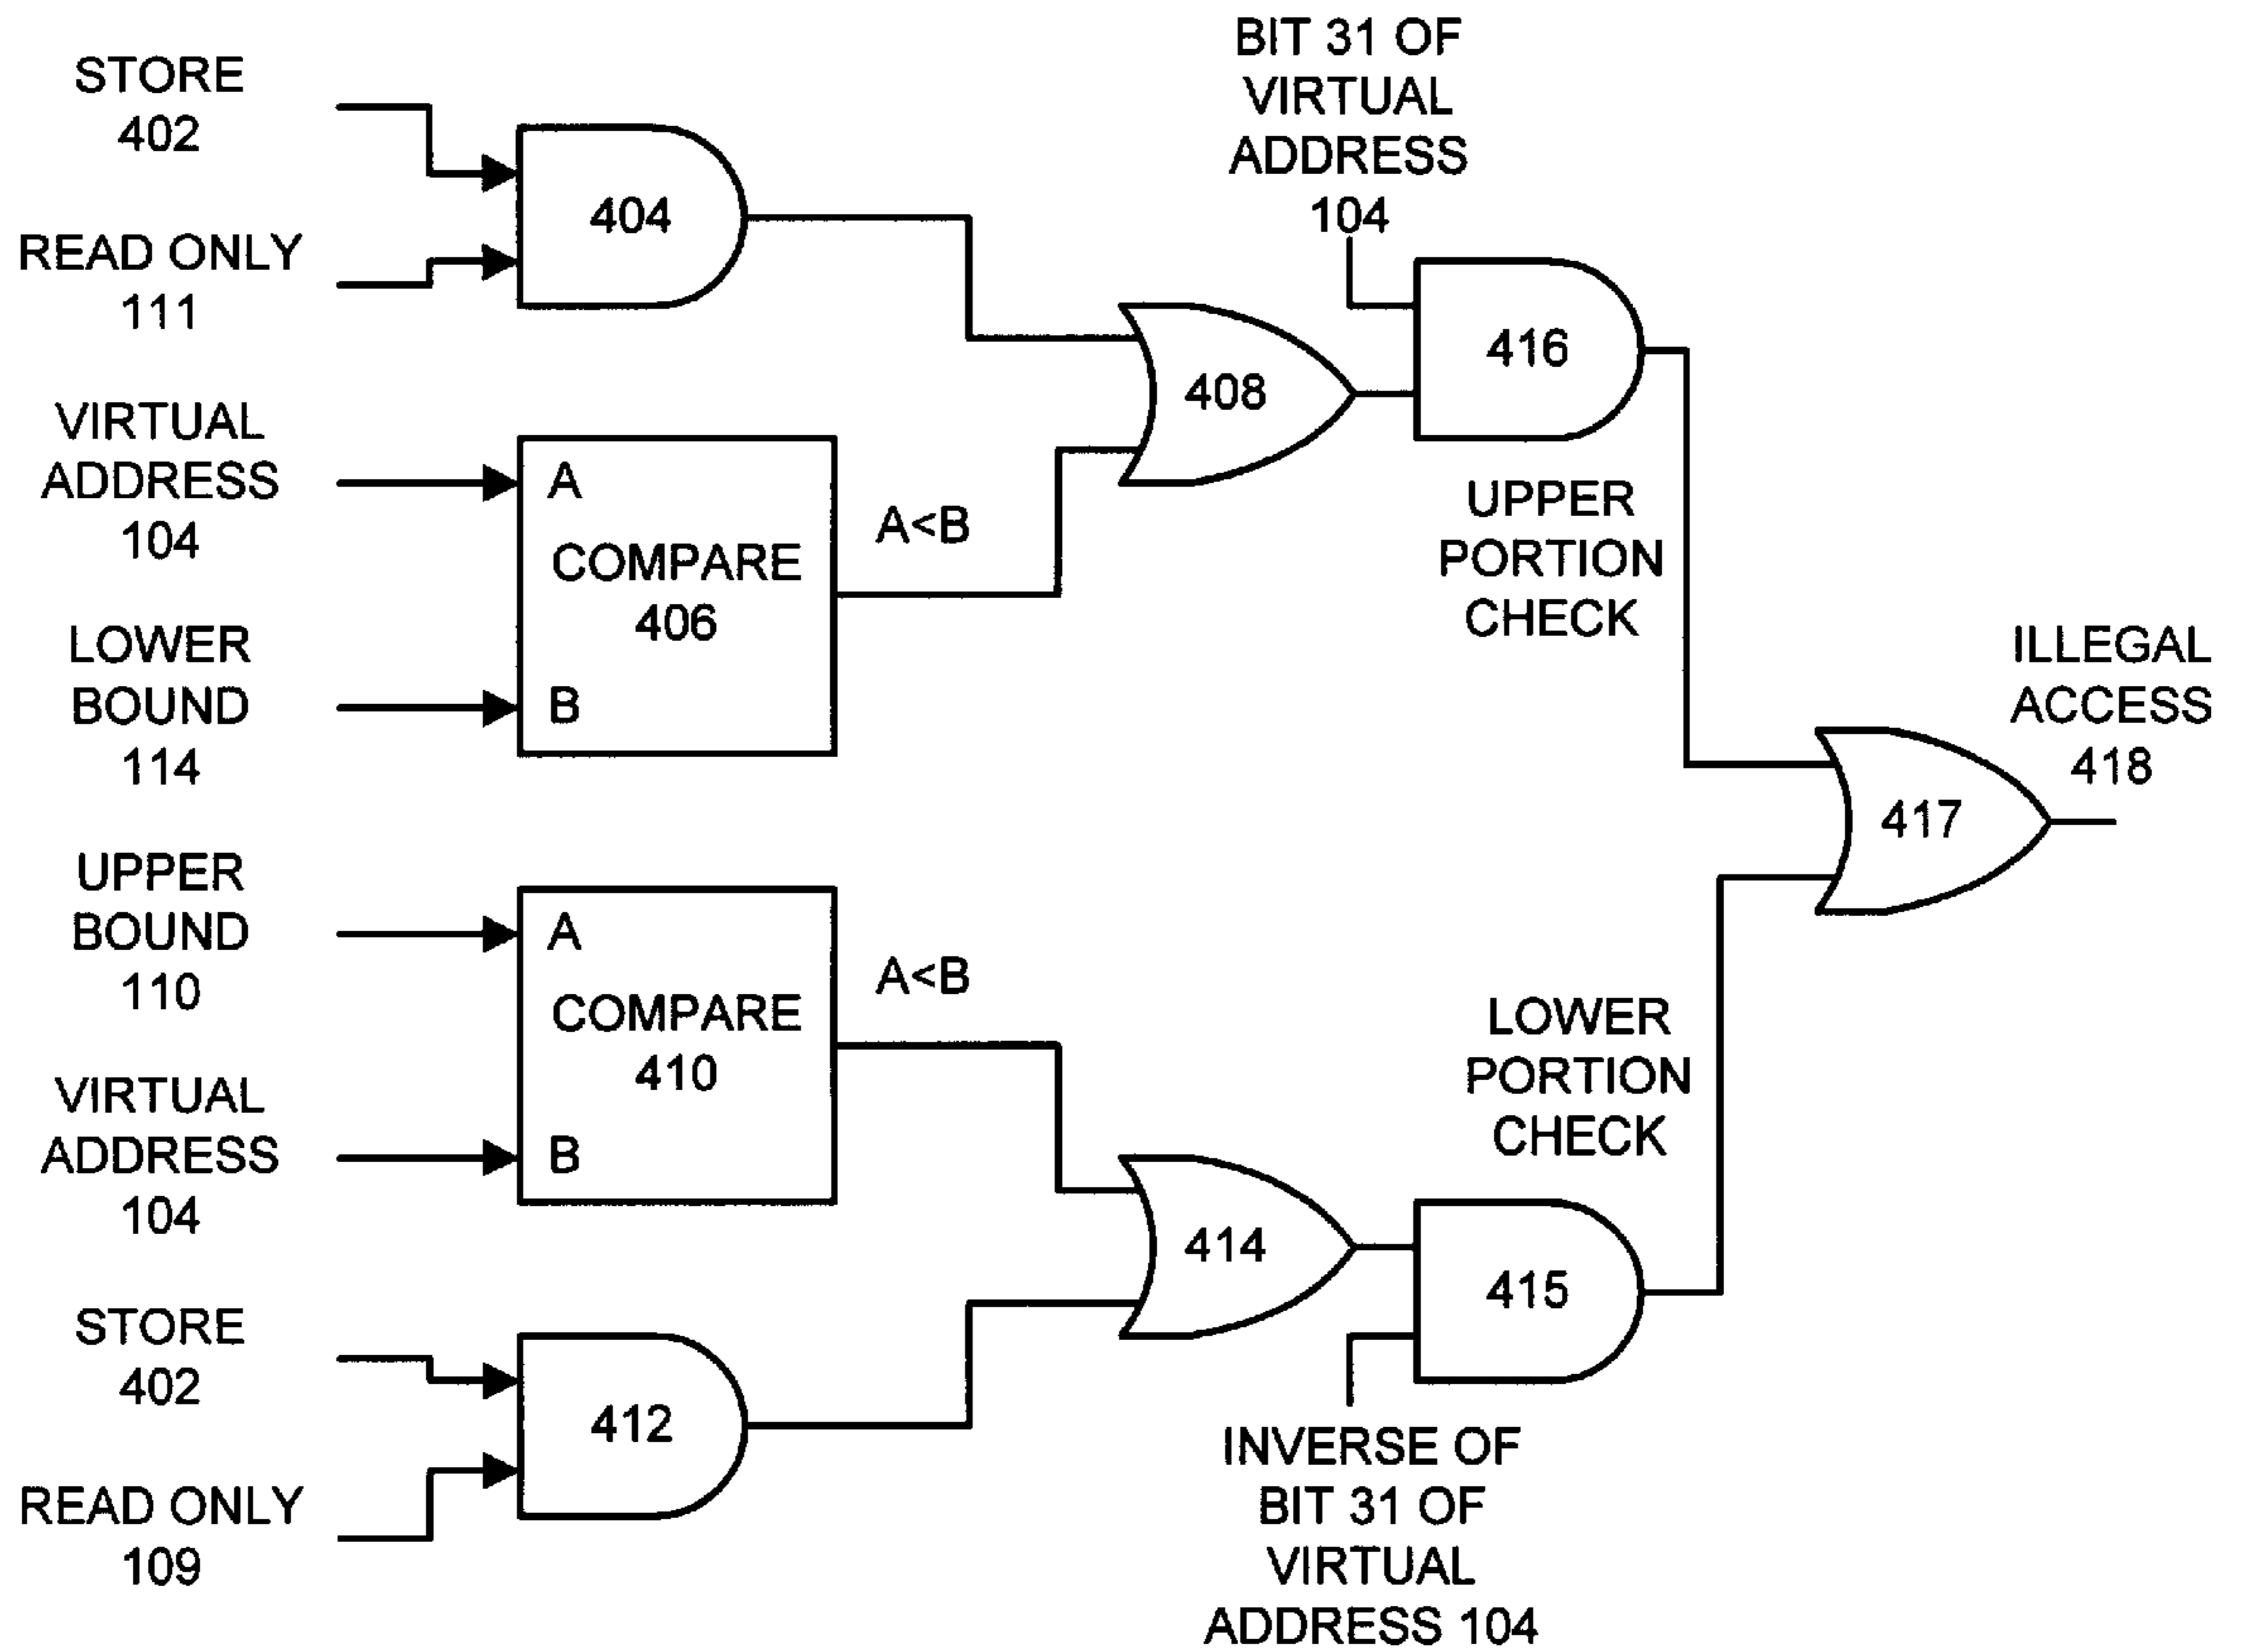 STORE
402
READ ONLY
111
VIRTUAL
ADDRESS
104
LOWER
BOUND
114
404
A
COMPARE
406
B
A<B
408
BIT 31 OF
VIRTUAL
ADDRESS
104
416
UPPER
PORTION
CHECK
UPPER
BOUND
110
VIRTUAL
ADDRESS
104
STORE
402
READ ONLY
109
A
COMPARE
410
B
A<B
412
414
LOWER
PORTION
CHECK
415
INVERSE OF
BIT 31 OF
VIRTUAL
ADDRESS 104
417
ILLEGAL
ACCESS
418